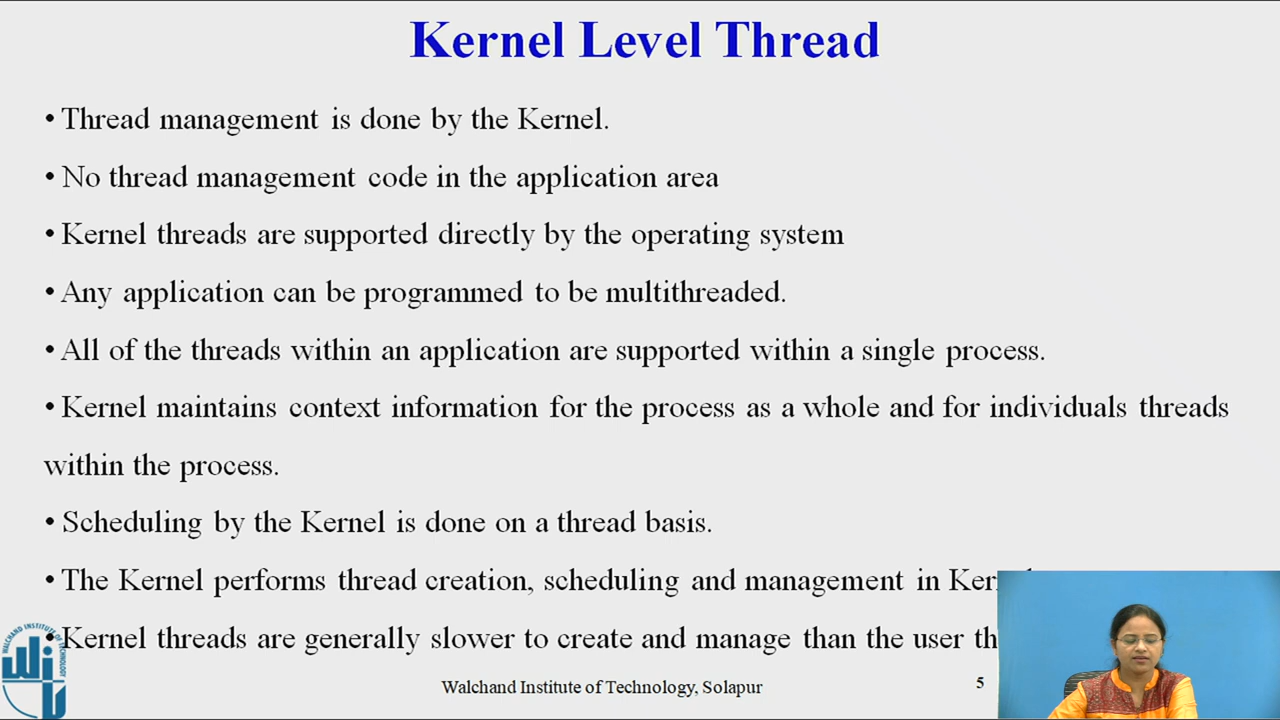 Kernel Level Thread
• Thread management is done by the Kernel.
• No thread management code in the application area
• Kernel threads are supported directly by the operating system
• Any application can be programmed to be multithreaded.
• All of the threads within an application are supported within a single process.
• Kernel maintains context information for the process as a whole and for individuals threads
within the process.
• Scheduling by the Kernel is done on a thread basis.
• The Kernel performs thread creation, scheduling and management in
• Kernel threads are generally slower to create and manage than the user
WALCHAND INSTITUTE OF TECHNOLOGY
Walchand Institute of Technology, Solapur
5